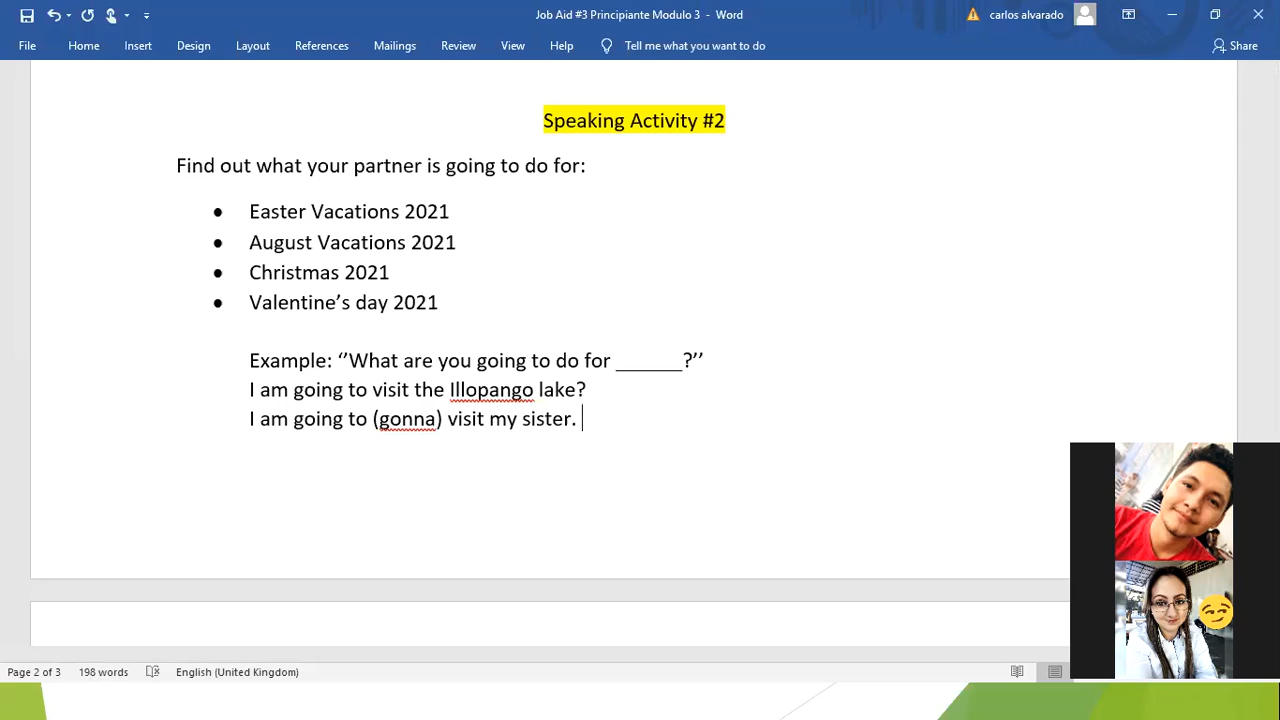 Job Aid #3 Principiante Modulo 3 - Word
carlos alvarado
File Home Insert Design Layout References Mailings Review View Help Tell me what you want to do Share
Speaking Activity #2
Find out what your partner is going to do for:
• Easter Vacations 2021
• August Vacations 2021
• Christmas 2021
• Valentine’s day 2021
Example: ‘’What are you going to do for ______?’’
I am going to visit the Illopango lake?
I am going to (gonna) visit my sister.
Page 2 of 3 198 words English (United Kingdom)